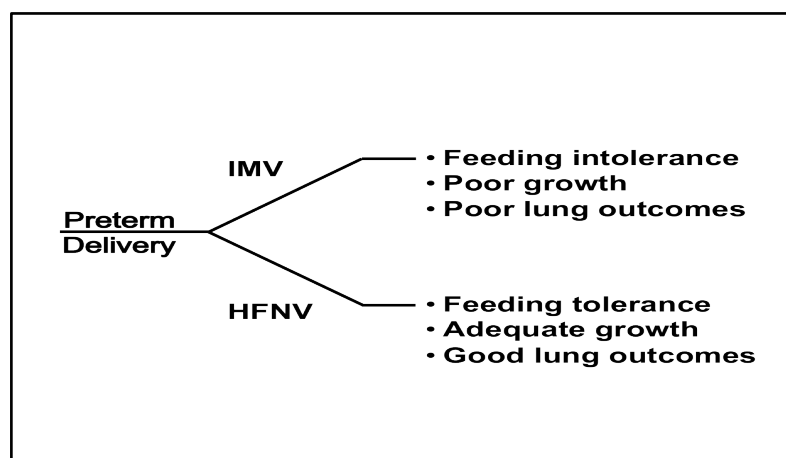 IMV
• Feeding intolerance
• Poor growth
• Poor lung outcomes
Preterm
Delivery
HFNV
• Feeding tolerance
• Adequate growth
• Good lung outcomes